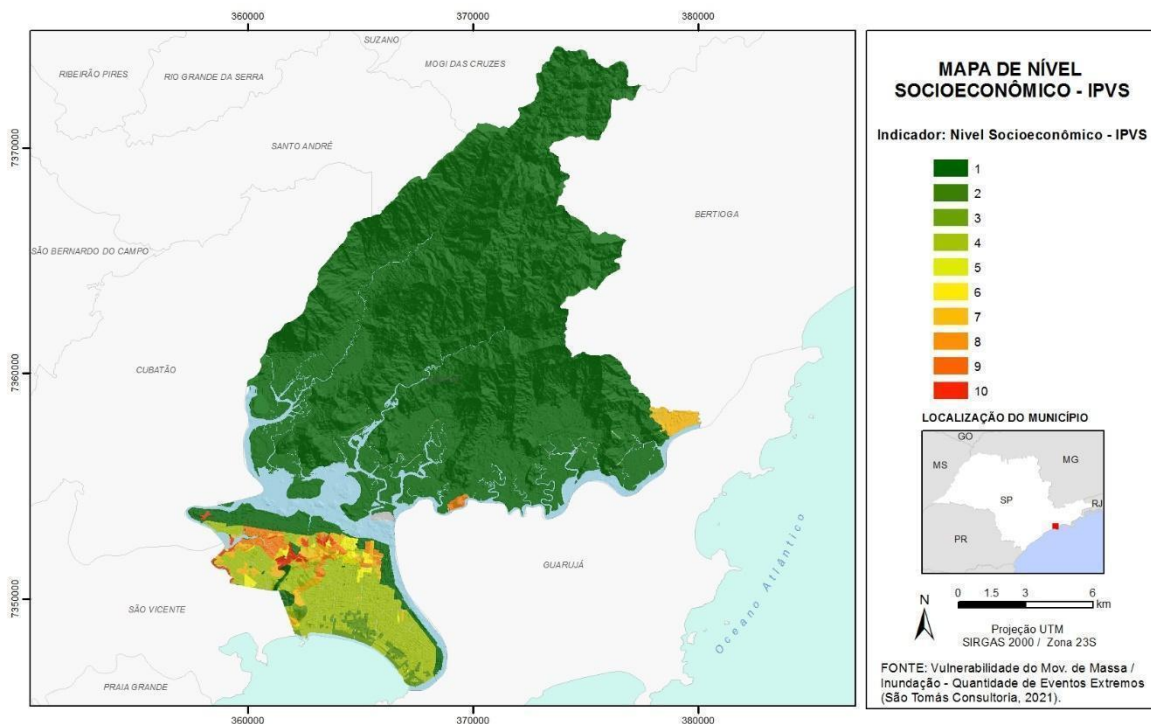 360000
370000
380000
SUZANO
RIBEIRÃO PIRES
RIO GRANDE DA SERRA
MOGI DAS CRUZES
7370000
SANTO ANDRÉ
BERTIOGA
SÃO BERNARDO DO CAMPO
7360000
CUBATÃO
Oceano Atlântico
GUARUJÁ
7350000
SÃO VICENTE
PRAIA GRANDE
360000
370000
380000
MAPA DE NÍVEL
SOCIOECONÔMICO - IPVS
Indicador: Nivel Socioeconômico - IPVS
1
2
3
4
5
6
7
8
9
10
LOCALIZAÇÃO DO MUNICÍPIO
GO
MS
MG
SP
RJ
PR
N
0 1.5 3 6
km
Projeção UTM
SIRGAS 2000 / Zona 23S
FONTE: Vulnerabilidade do Mov. de Massa /
Inundação - Quantidade de Eventos Extremos
(São Tomás Consultoria, 2021).